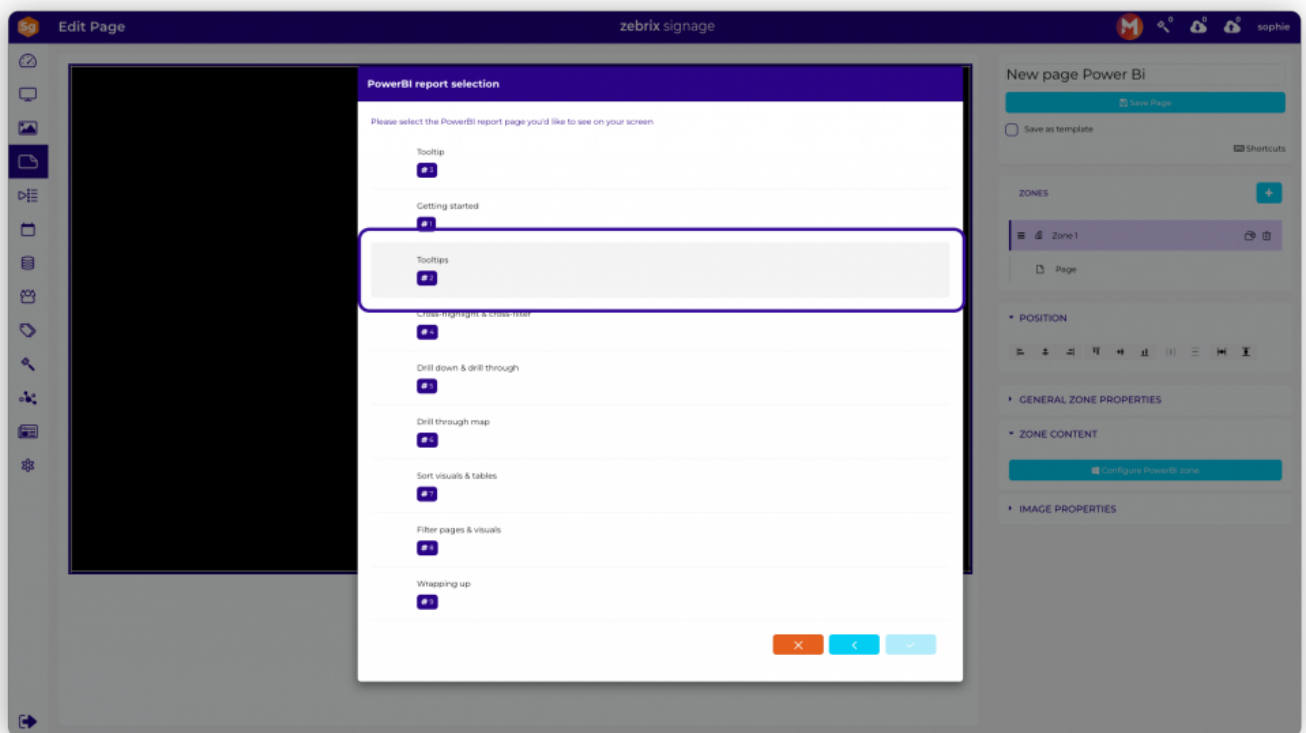 Sg
Edit Page
zebrix signage
M
0
0
0
sophie
PowerBI report selection
Please select the PowerBI report page you'd like to see on your screen
Tooltip
# 3
Getting started
# 1
Tooltips
# 2
Cross-highlight & cross-filter
# 4
Drill down & drill through
# 5
Drill through map
# 6
Sort visuals & tables
# 7
Filter pages & visuals
# 8
Wrapping up
# 9
New page Power Bi
Save Page
Save as template
Shortcuts
ZONES
Zone 1
Page
POSITION
GENERAL ZONE PROPERTIES
ZONE CONTENT
Configure PowerBi zone
IMAGE PROPERTIES